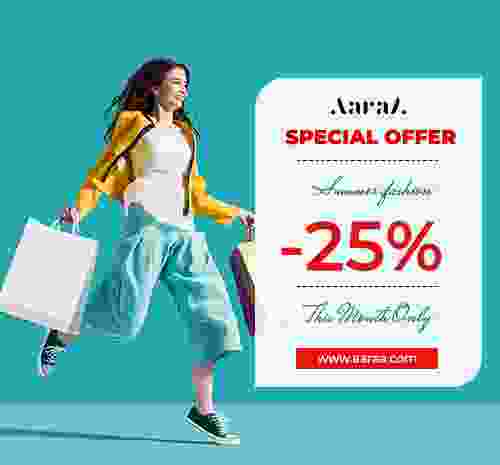 AaraA.
SPECIAL OFFER
Summer fashion
-25%
This Month Only
www.aaraa.com